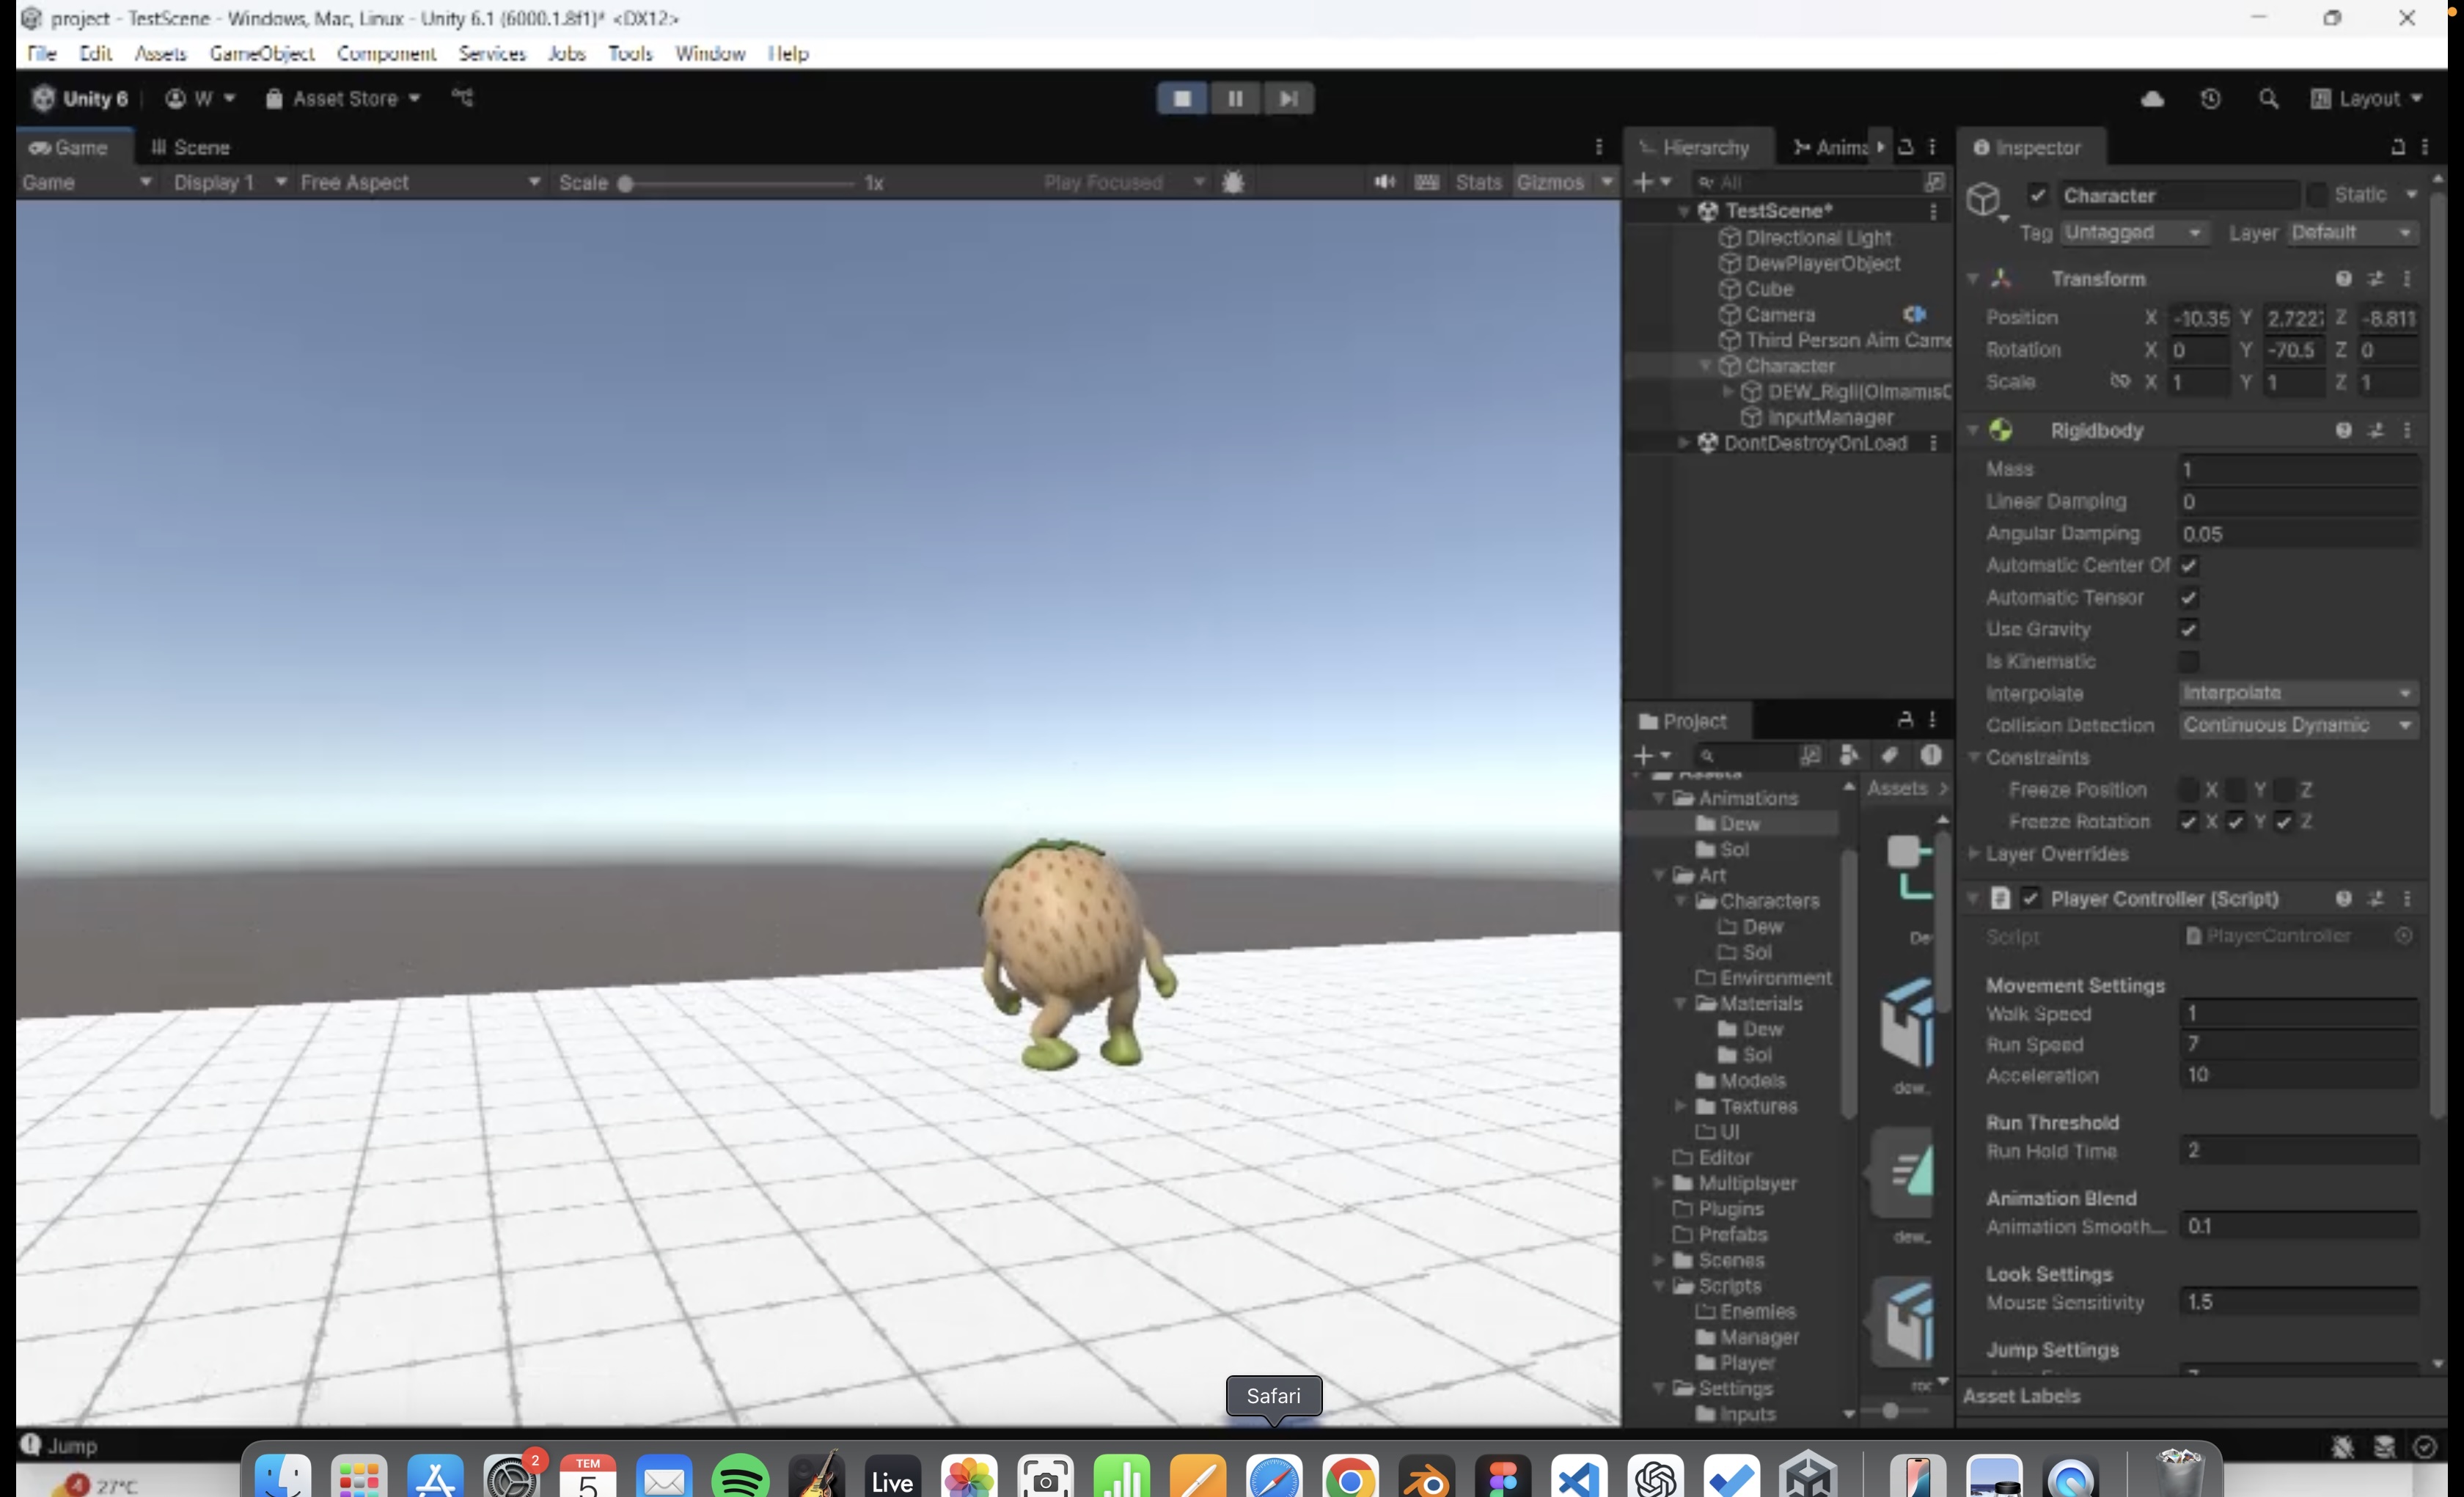 project - TestScene - Windows, Mac, Linux - Unity 6.1 (6000.1.8f1)* <DX12>
File Edit Assets GameObject Component Services Jobs Tools Window Help
Unity 6 W Asset Store Layout
Game Scene
Game Display 1 Free Aspect Scale 1x Play Focused Stats Gizmos
Hierarchy Anima
All
TestScene*
Directional Light
DewPlayerObject
Cube
Camera
Third Person Aim Came
Character
InputManager
DontDestroyOnLoad
Project
Assets
Animations
Dew
Sol
Art
Characters
Dew
Sol
Environment
Materials
Dew
Sol
Models
Textures
UI
Editor
Multiplayer
Plugins
Prefabs
Scenes
Scripts
Enemies
Manager
Player
Settings
Inputs
Assets >
De
dew_
dew_
roc
Inspector
Character Static
Tag Untagged Layer Default
Transform
Position X -10.35 Y 2.722 Z -8.811
Rotation X 0 Y -70.5 Z 0
Scale X 1 Y 1 Z 1
Rigidbody
Mass 1
Linear Damping 0
Angular Damping 0.05
Automatic Center Of
Automatic Tensor
Use Gravity
Is Kinematic
Interpolate Interpolate
Collision Detection Continuous Dynamic
Constraints
Freeze Position X Y Z
Freeze Rotation X Y Z
Layer Overrides
Player Controller (Script)
Script PlayerController
Movement Settings
Walk Speed 1
Run Speed 7
Acceleration 10
Run Threshold
Run Hold Time 2
Animation Blend
Animation Smooth... 0.1
Look Settings
Mouse Sensitivity 1.5
Jump Settings
Asset Labels
Safari
Jump
27°C
2
TEM
5
Live